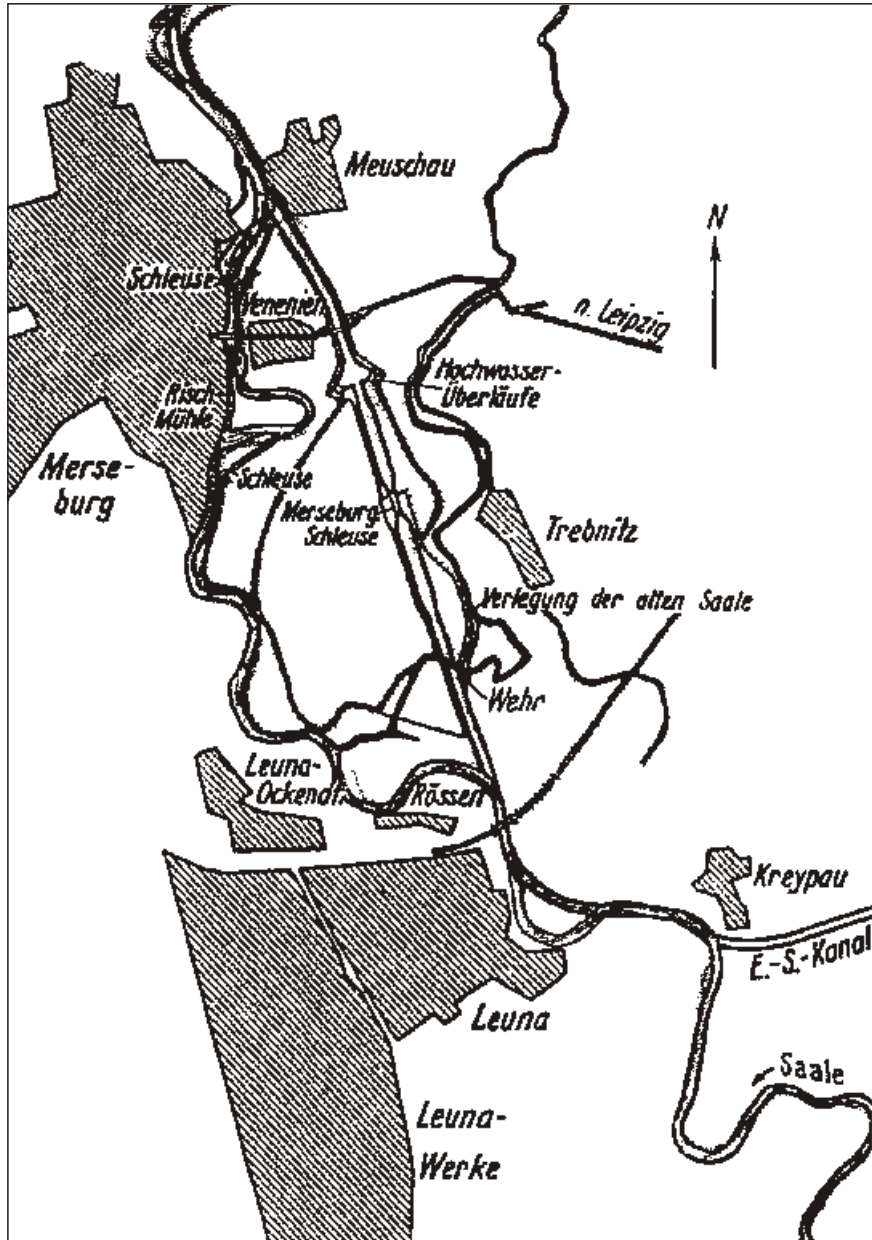 Meuschau
N
Schleuse
Venenien
n. Leipzig
Hochwasser-
Überläufe
Risch
Mühle
Merse-
burg
Schleuse
Merseburg
Schleuse
Trebnitz
Verlegung der alten Saale
Wehr
Leuna-
Ockendf.
Rössen
Kreypau
E.-S.-Kanal
Leuna
Saale
Leuna-
Werke